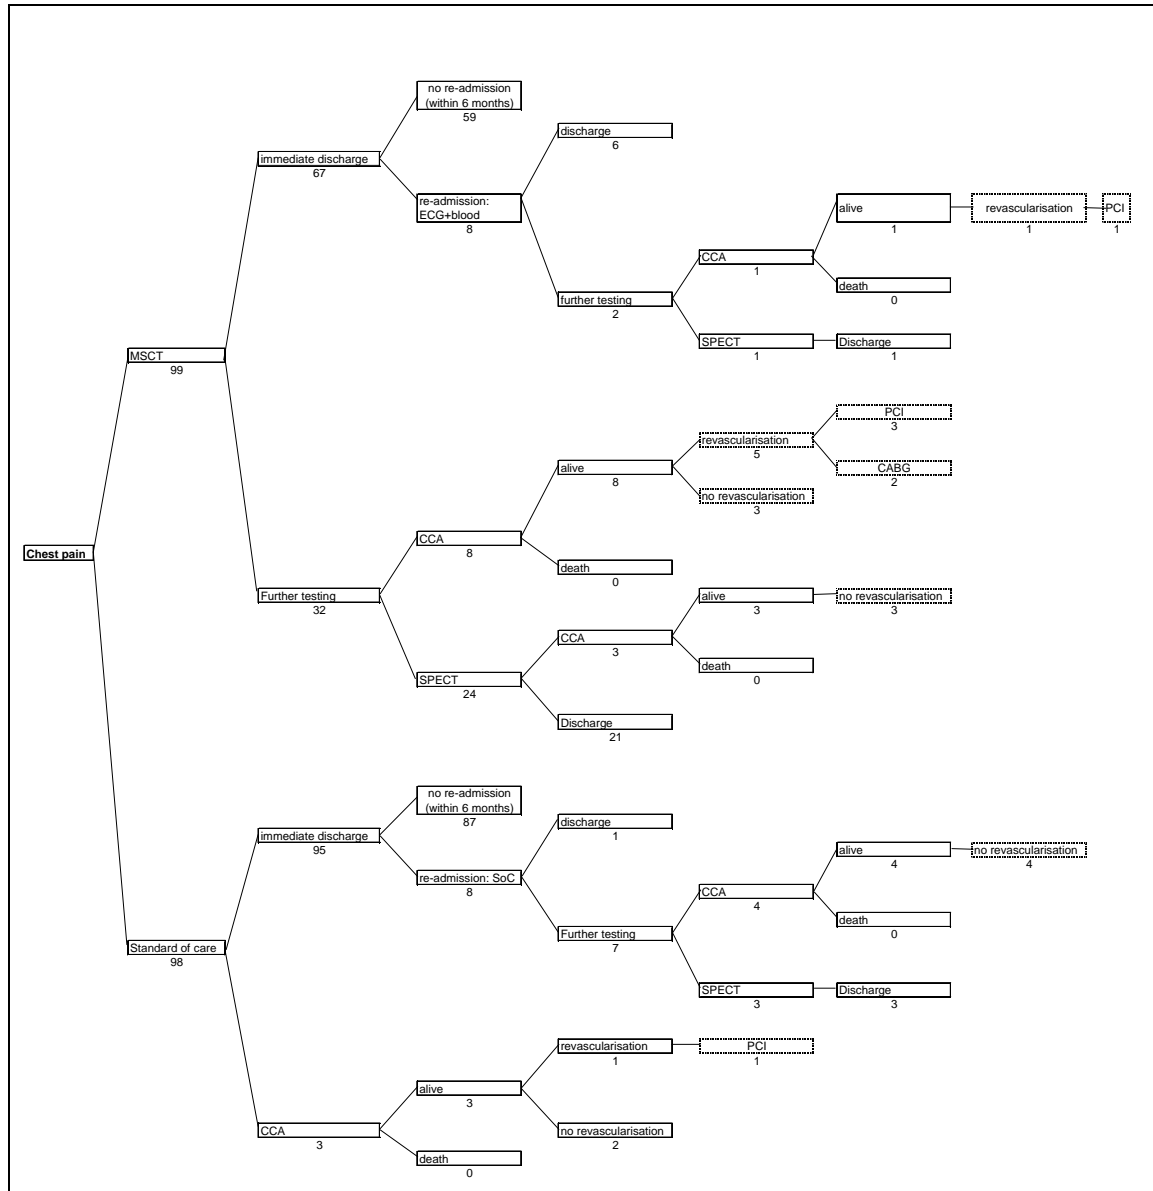 no re-admission
(within 6 months)
59
discharge
6
immediate discharge
67
re-admission:
ECG+blood
8
alive
1
revascularisation
1
PCI
1
CCA
1
death
0
further testing
2
SPECT
1
Discharge
1
MSCT
99
PCI
3
revascularisation
5
alive
8
CABG
2
no revascularisation
3
CCA
8
Chest pain
death
0
Further testing
32
alive
3
no revascularisation
3
CCA
3
death
0
SPECT
24
Discharge
21
no re-admission
(within 6 months)
87
discharge
1
immediate discharge
95
alive
4
no revascularisation
4
re-admission: SoC
8
CCA
4
death
0
Further testing
7
Standard of care
98
SPECT
3
Discharge
3
revascularisation
1
PCI
1
alive
3
CCA
3
no revascularisation
2
death
0